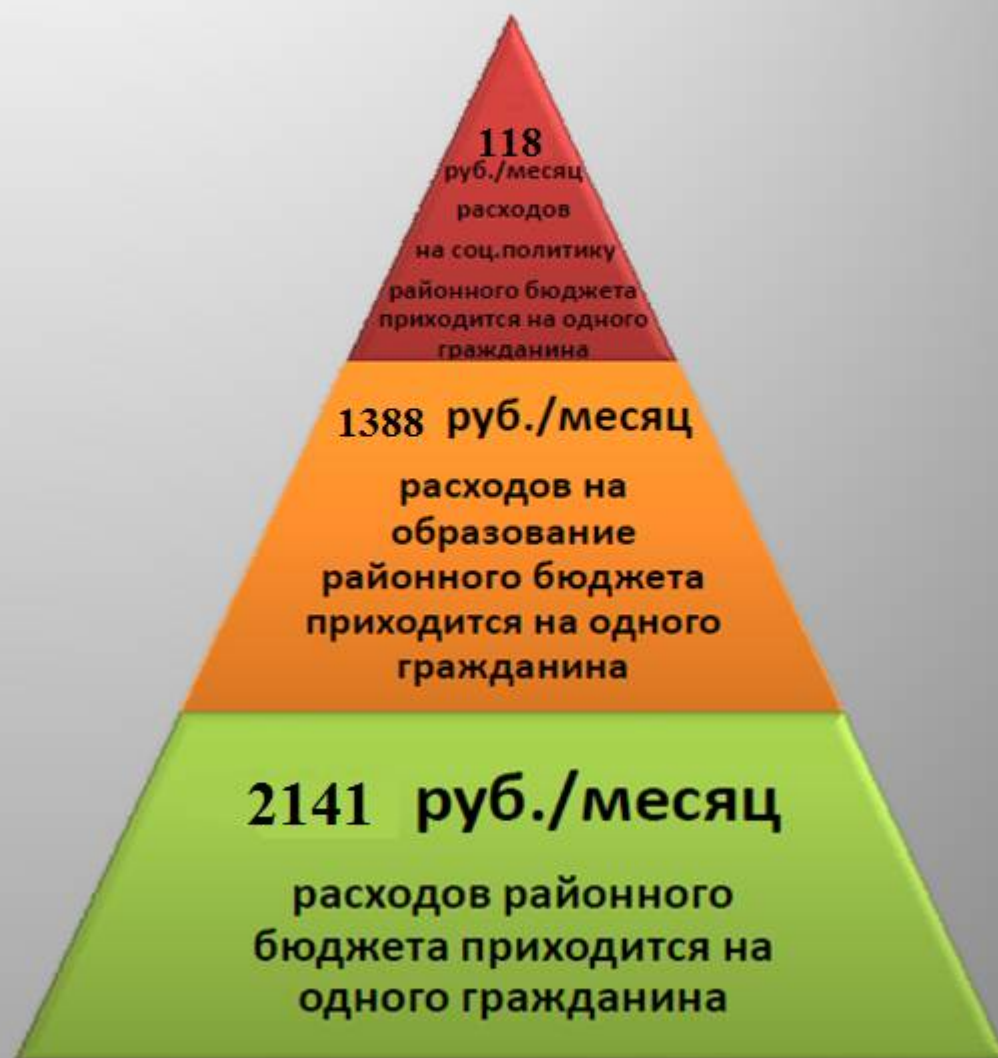 118
руб./месяц
расходов
на соц.политику
районного бюджета
приходится на одного
гражданина
1388 руб./месяц
расходов на
образование
районного бюджета
приходится на одного
гражданина
2141 руб./месяц
расходов районного
бюджета приходится на
одного гражданина